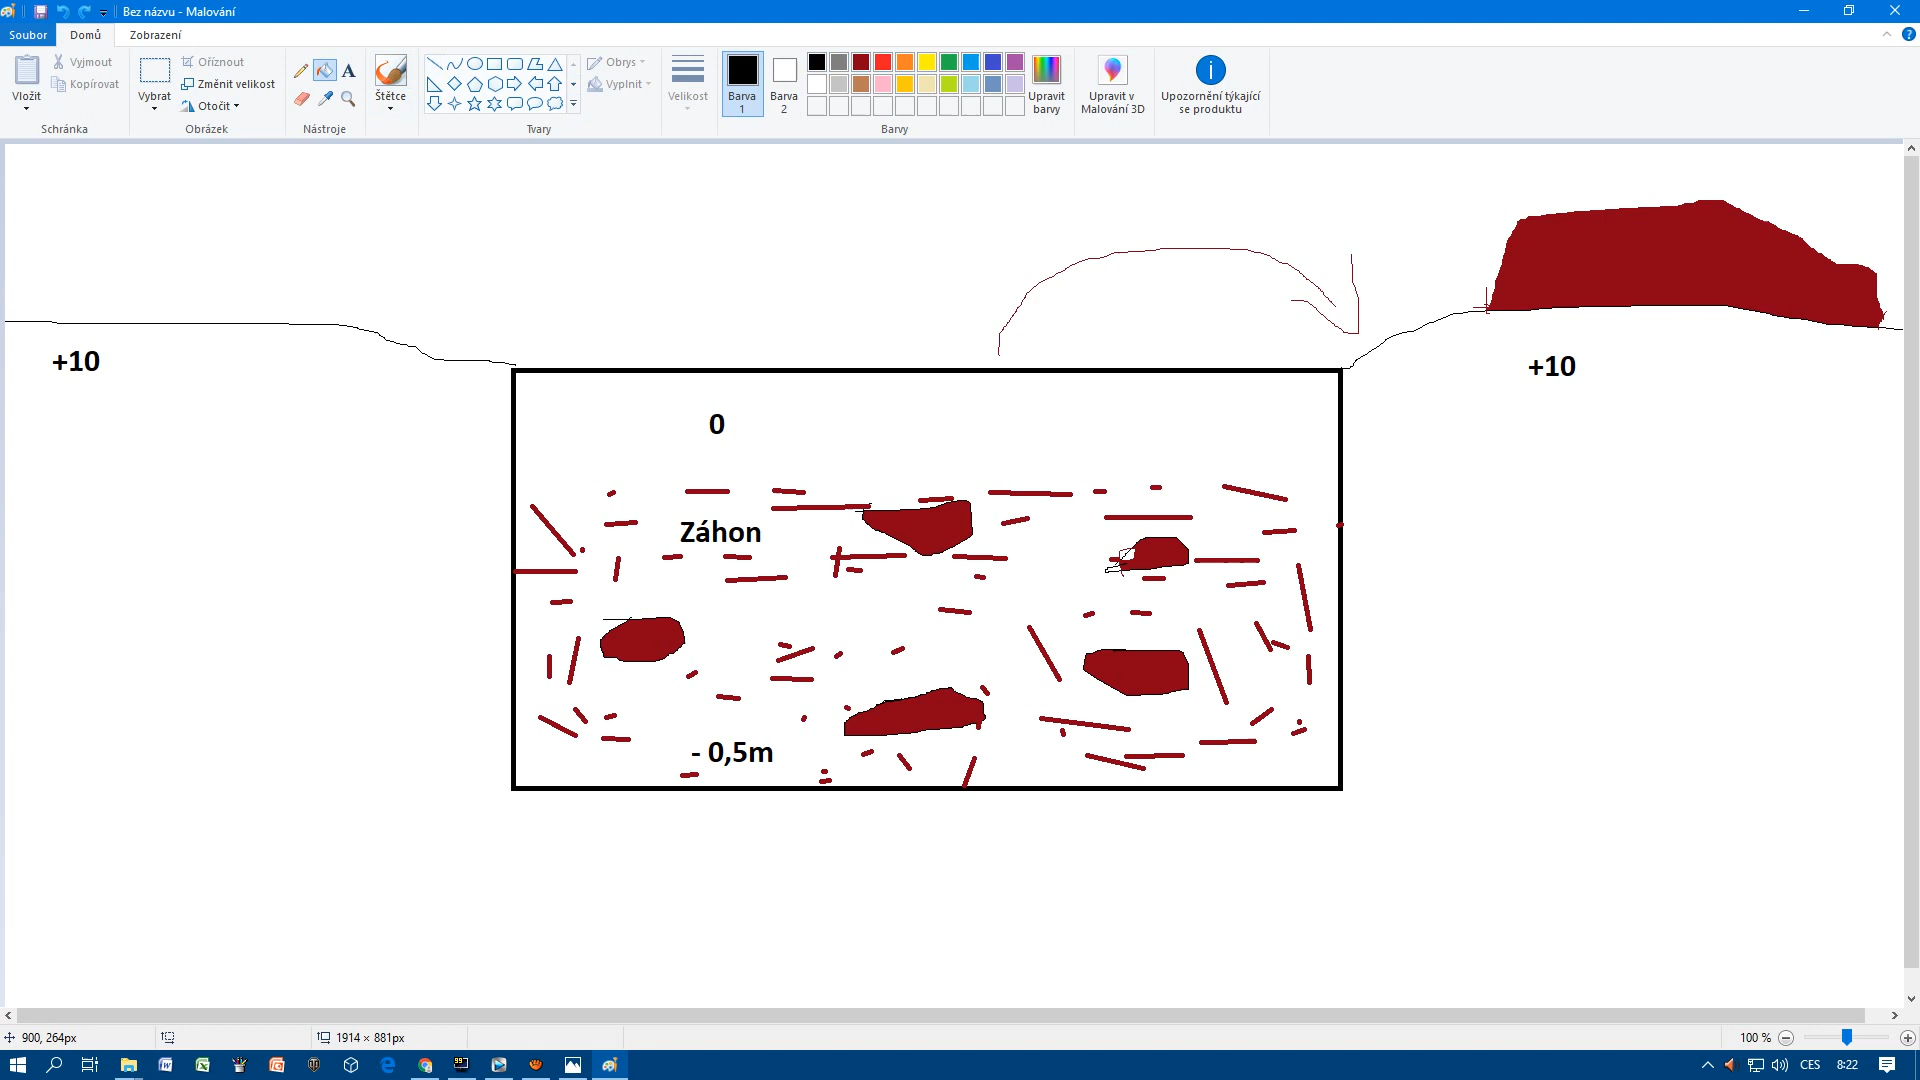 Bez názvu - Malování
Soubor
Domů
Zobrazení
Vložit
Vyjmout
Kopírovat
Schránka
Vybrat
Oříznout
Změnit velikost
Otočit
Obrázek
A
Nástroje
Štětce
Obrys
Vyplnit
Tvary
Velikost
Barva
1
Barva
2
Upravit
barvy
Barvy
Upravit v
Malování 3D
Upozornění týkající
se produktu
+10
+10
0
Záhon
- 0,5m
900, 264px
1914 × 881px
100 %
CES
8:22